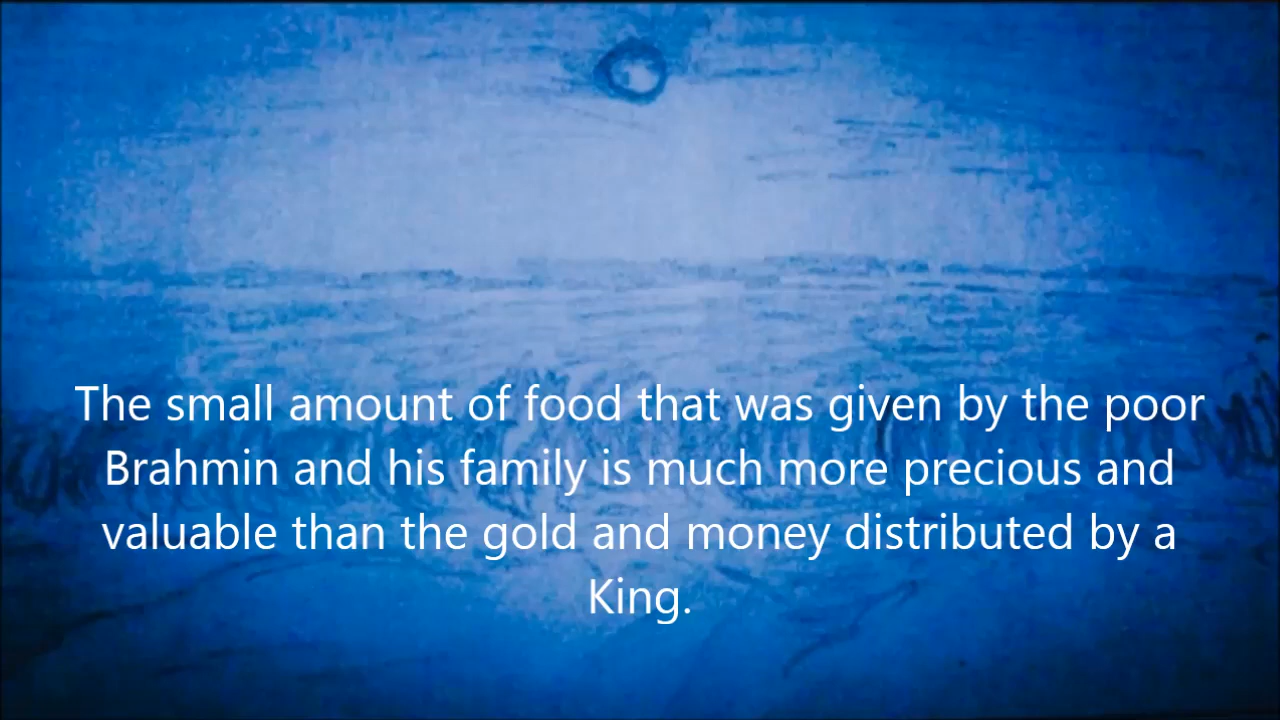 The small amount of food that was given by the poor
Brahmin and his family is much more precious and
valuable than the gold and money distributed by a
King.